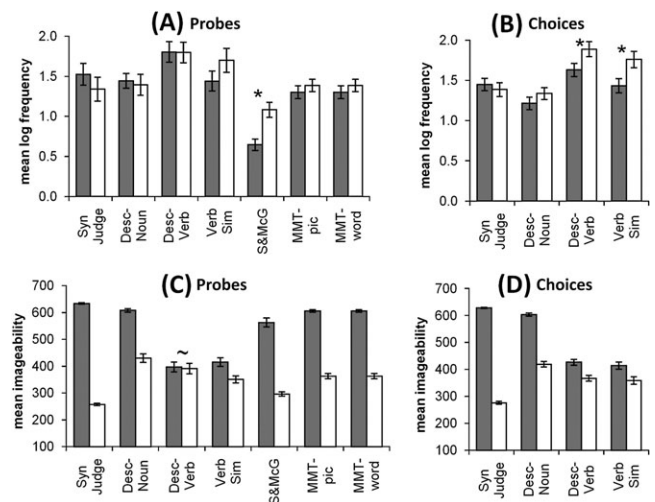 (A) Probes
mean log frequency
2.0
1.5
1.0
0.5
0.0
*
Syn
Judge
Desc-
Noun
Desc-
Verb
Verb
Sim
S&McG
MMT-
pic
MMT-
word
(B) Choices
mean log frequency
2.0
1.5
1.0
0.5
0.0
*
*
Syn
Judge
Desc-
Noun
Desc-
Verb
Verb
Sim
(C) Probes
mean imageability
700
600
500
400
300
200
100
~
Syn
Judge
Desc-
Noun
Desc-
Verb
Verb
Sim
S&McG
MMT-
pic
MMT-
word
(D) Choices
mean imageability
700
600
500
400
300
200
100
Syn
Judge
Desc-
Noun
Desc-
Verb
Verb
Sim